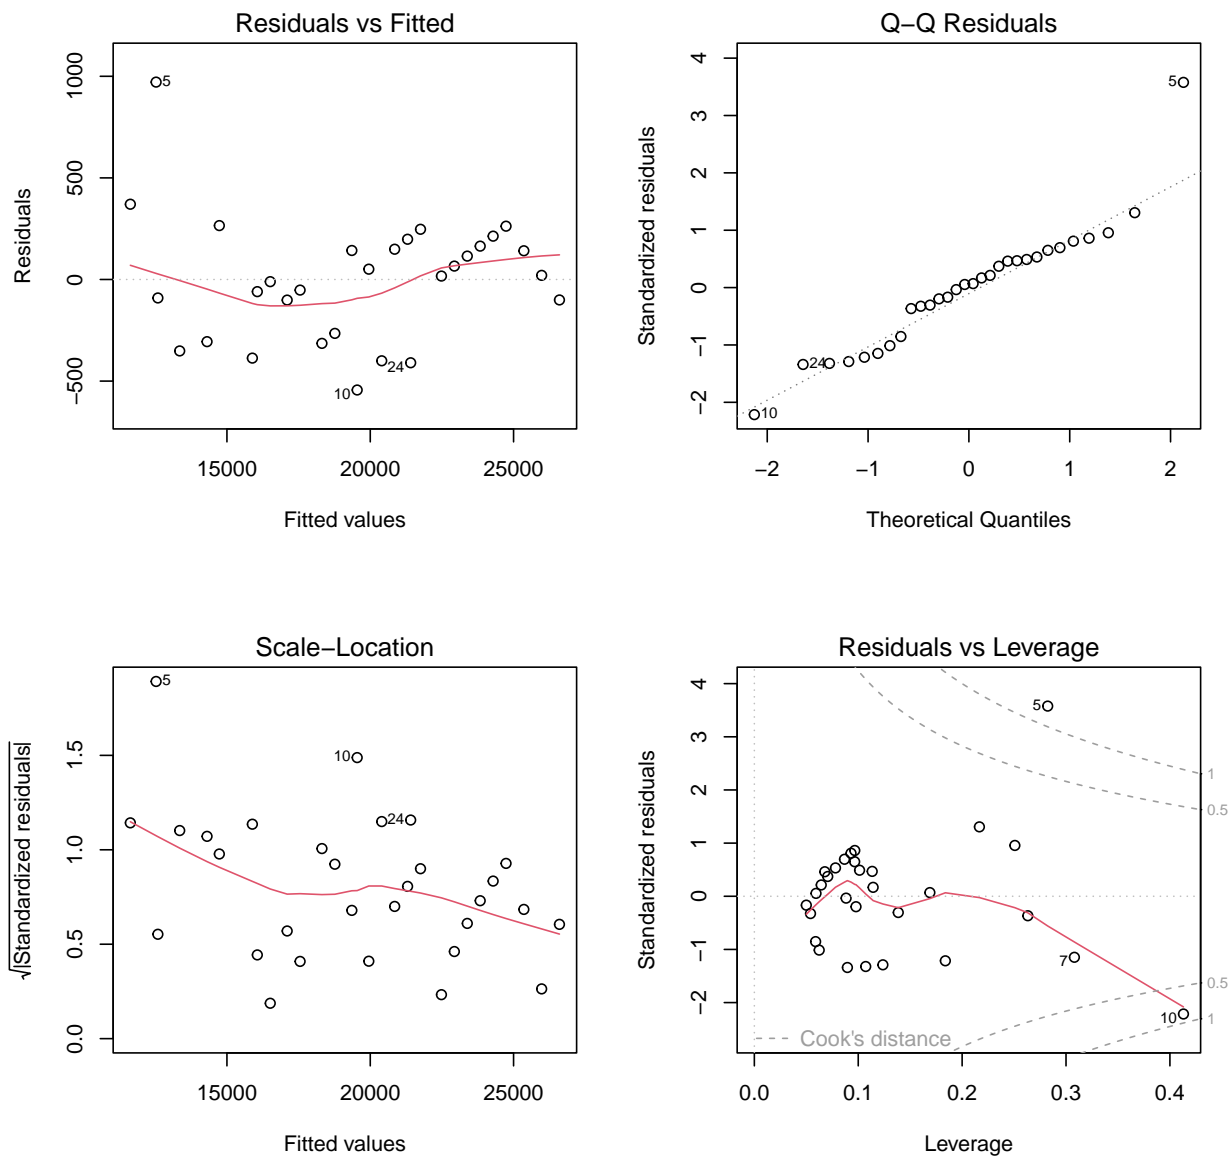 Residuals vs Fitted
Residuals
1000
500
0
−500
5
24
10
15000 20000 25000
Fitted values
Q−Q Residuals
Standardized residuals
4
3
2
1
0
−1
−2
5
24
10
−2 −1 0 1 2
Theoretical Quantiles
Scale−Location
√|Standardized residuals|
1.5
1.0
0.5
0.0
5
10
24
15000 20000 25000
Fitted values
Residuals vs Leverage
Standardized residuals
4
3
2
1
0
−1
−2
5
7
10
1
0.5
0.5
1
Cook's distance
0.0 0.1 0.2 0.3 0.4
Leverage